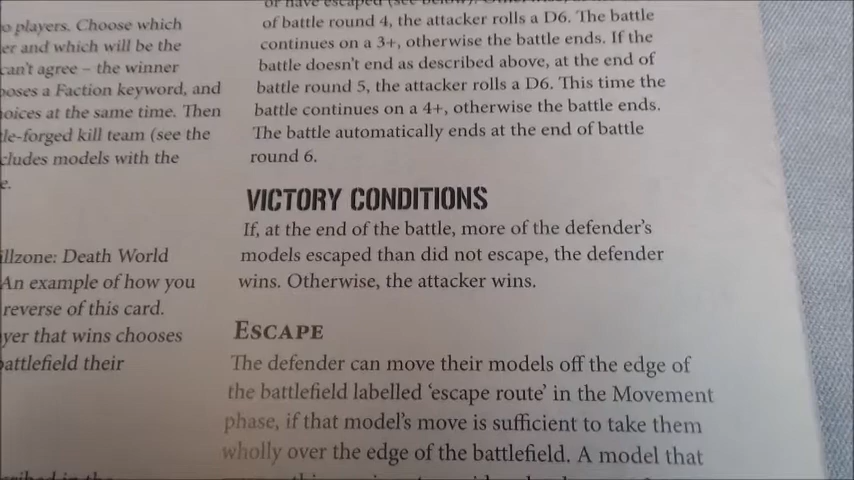 o players. Choose which
er and which will be the
can't agree – the winner
oses a Faction keyword, and
oices at the same time. Then
tle-forged kill team (see the
cludes models with the
e.
illzone: Death World
An example of how you
reverse of this card.
yer that wins chooses
battlefield their
or have escaped (see below).
of battle round 4, the attacker rolls a D6. The battle
continues on a 3+, otherwise the battle ends. If the
battle doesn't end as described above, at the end of
battle round 5, the attacker rolls a D6. This time the
battle continues on a 4+, otherwise the battle ends.
The battle automatically ends at the end of battle
round 6.
VICTORY CONDITIONS
If, at the end of the battle, more of the defender's
models escaped than did not escape, the defender
wins. Otherwise, the attacker wins.
ESCAPE
The defender can move their models off the edge of
the battlefield labelled 'escape route' in the Movement
phase, if that model's move is sufficient to take them
wholly over the edge of the battlefield. A model that